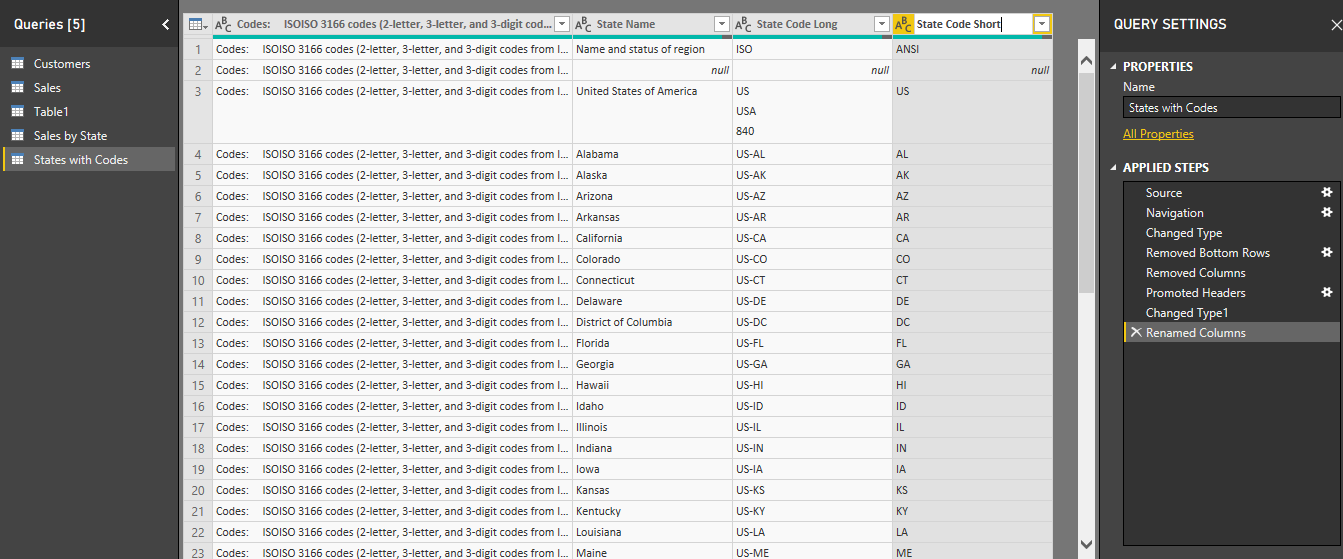 Queries [5]
Customers
Sales
Table1
Sales by State
States with Codes
ABC Codes: ISOISO 3166 codes (2-letter, 3-letter, and 3-digit cod... ABC State Name ABC State Code Long ABC State Code Short
1 Codes: ISOISO 3166 codes (2-letter, 3-letter, and 3-digit codes from I... Name and status of region ISO ANSI
2 Codes: ISOISO 3166 codes (2-letter, 3-letter, and 3-digit codes from I... null null null
3 Codes: ISOISO 3166 codes (2-letter, 3-letter, and 3-digit codes from I... United States of America US US
USA
840
4 Codes: ISOISO 3166 codes (2-letter, 3-letter, and 3-digit codes from I... Alabama US-AL AL
5 Codes: ISOISO 3166 codes (2-letter, 3-letter, and 3-digit codes from I... Alaska US-AK AK
6 Codes: ISOISO 3166 codes (2-letter, 3-letter, and 3-digit codes from I... Arizona US-AZ AZ
7 Codes: ISOISO 3166 codes (2-letter, 3-letter, and 3-digit codes from I... Arkansas US-AR AR
8 Codes: ISOISO 3166 codes (2-letter, 3-letter, and 3-digit codes from I... California US-CA CA
9 Codes: ISOISO 3166 codes (2-letter, 3-letter, and 3-digit codes from I... Colorado US-CO CO
10 Codes: ISOISO 3166 codes (2-letter, 3-letter, and 3-digit codes from I... Connecticut US-CT CT
11 Codes: ISOISO 3166 codes (2-letter, 3-letter, and 3-digit codes from I... Delaware US-DE DE
12 Codes: ISOISO 3166 codes (2-letter, 3-letter, and 3-digit codes from I... District of Columbia US-DC DC
13 Codes: ISOISO 3166 codes (2-letter, 3-letter, and 3-digit codes from I... Florida US-FL FL
14 Codes: ISOISO 3166 codes (2-letter, 3-letter, and 3-digit codes from I... Georgia US-GA GA
15 Codes: ISOISO 3166 codes (2-letter, 3-letter, and 3-digit codes from I... Hawaii US-HI HI
16 Codes: ISOISO 3166 codes (2-letter, 3-letter, and 3-digit codes from I... Idaho US-ID ID
17 Codes: ISOISO 3166 codes (2-letter, 3-letter, and 3-digit codes from I... Illinois US-IL IL
18 Codes: ISOISO 3166 codes (2-letter, 3-letter, and 3-digit codes from I... Indiana US-IN IN
19 Codes: ISOISO 3166 codes (2-letter, 3-letter, and 3-digit codes from I... Iowa US-IA IA
20 Codes: ISOISO 3166 codes (2-letter, 3-letter, and 3-digit codes from I... Kansas US-KS KS
21 Codes: ISOISO 3166 codes (2-letter, 3-letter, and 3-digit codes from I... Kentucky US-KY KY
22 Codes: ISOISO 3166 codes (2-letter, 3-letter, and 3-digit codes from I... Louisiana US-LA LA
23 Codes: ISOISO 3166 codes (2-letter, 3-letter, and 3-digit codes from I... Maine US-ME ME
QUERY SETTINGS
PROPERTIES
Name
States with Codes
All Properties
APPLIED STEPS
Source
Navigation
Changed Type
Removed Bottom Rows
Removed Columns
Promoted Headers
Changed Type1
Renamed Columns